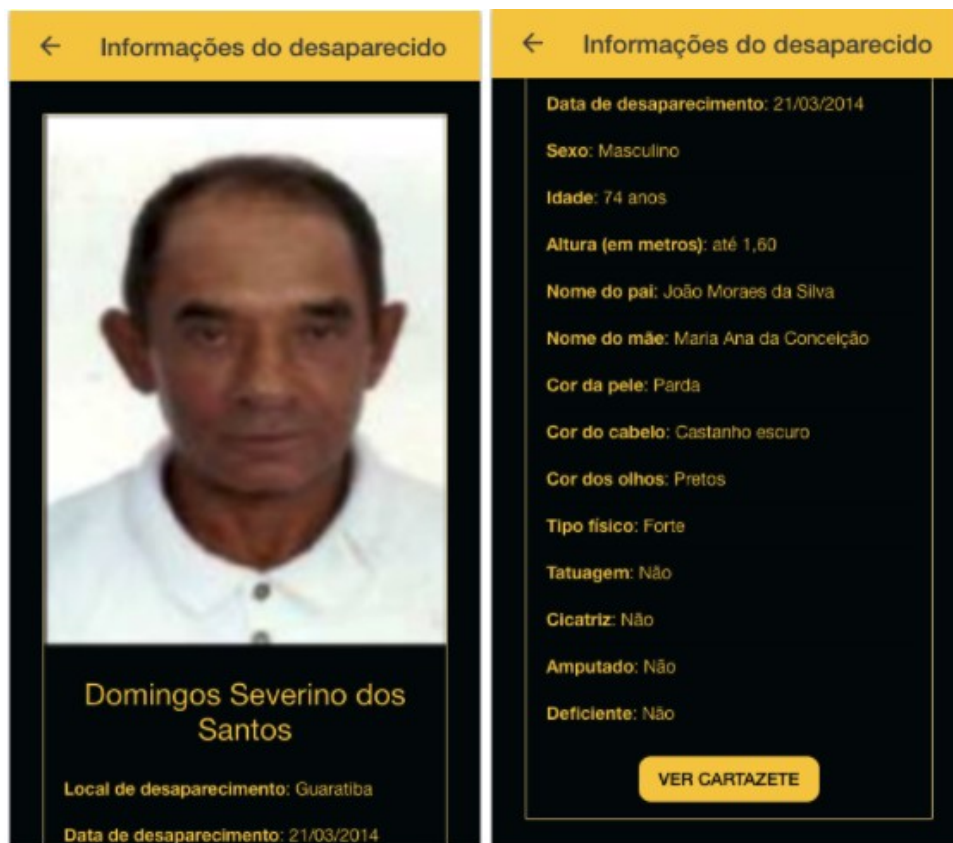 Informações do desaparecido
Domingos Severino dos
Santos
Local de desaparecimento: Guaratiba
Data de desaparecimento: 21/03/2014
Informações do desaparecido
Data de desaparecimento: 21/03/2014
Sexo: Masculino
Idade: 74 anos
Altura (em metros): até 1,60
Nome do pai: João Moraes da Silva
Nome do mãe: Maria Ana da Conceição
Cor da pele: Parda
Cor do cabelo: Castanho escuro
Cor dos olhos: Pretos
Tipo físico: Forte
Tatuagem: Não
Cicatriz: Não
Amputado: Não
Deficiente: Não
VER CARTAZETE